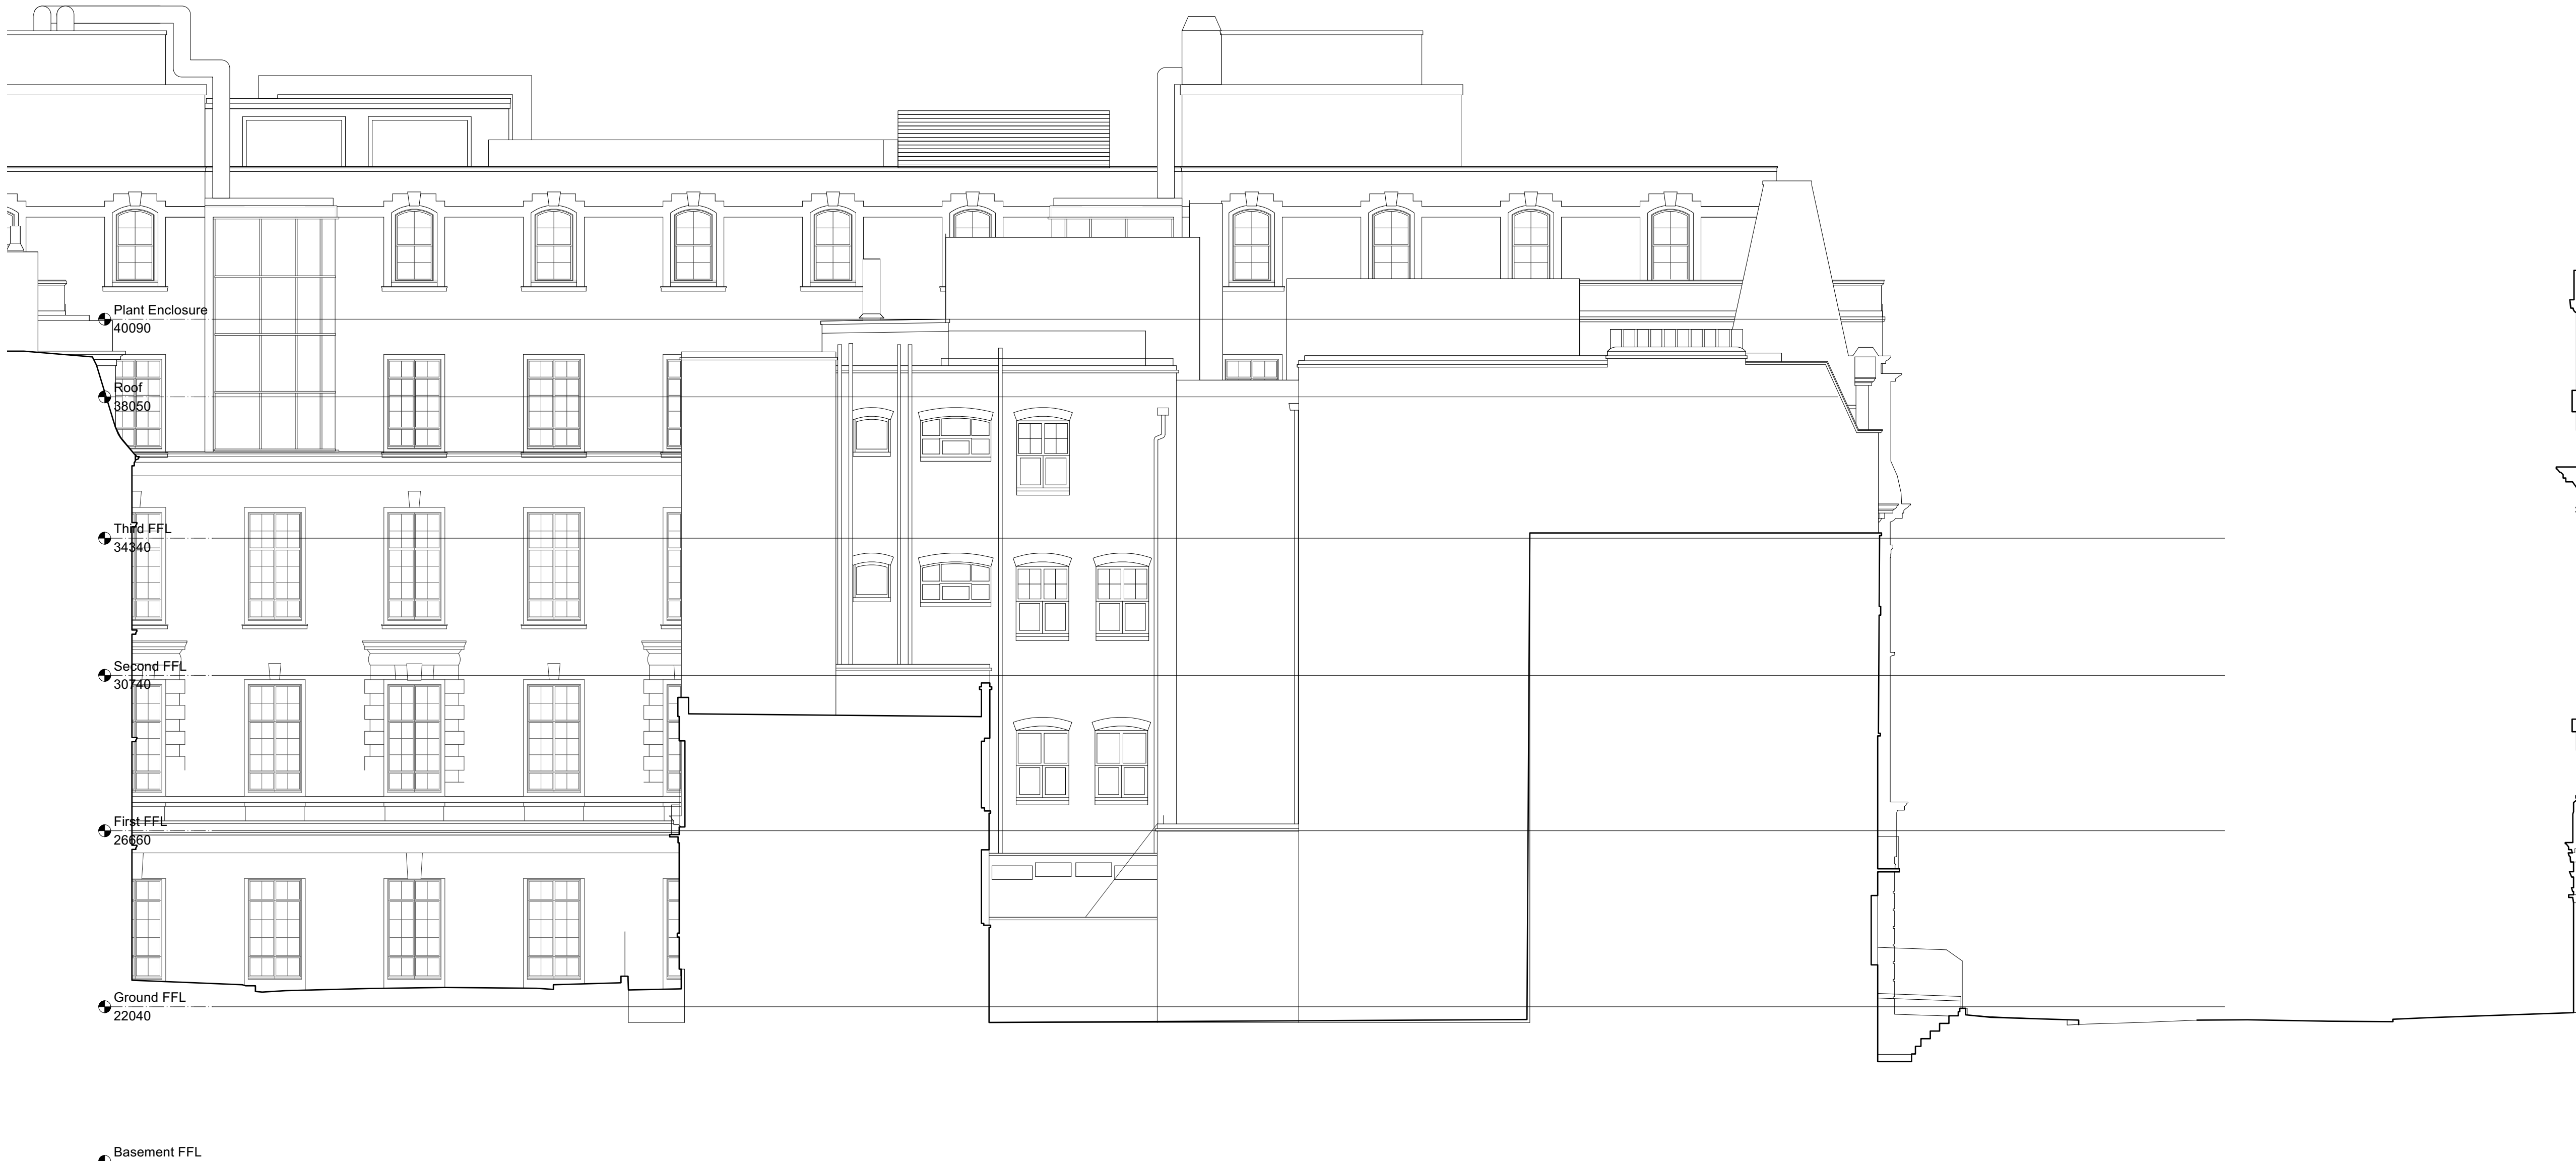 Plant Enclosure
40090
Roof
38050
Third FFL
34340
Second FFL
30740
First FFL
26660
Ground FFL
22040
Basement FFL